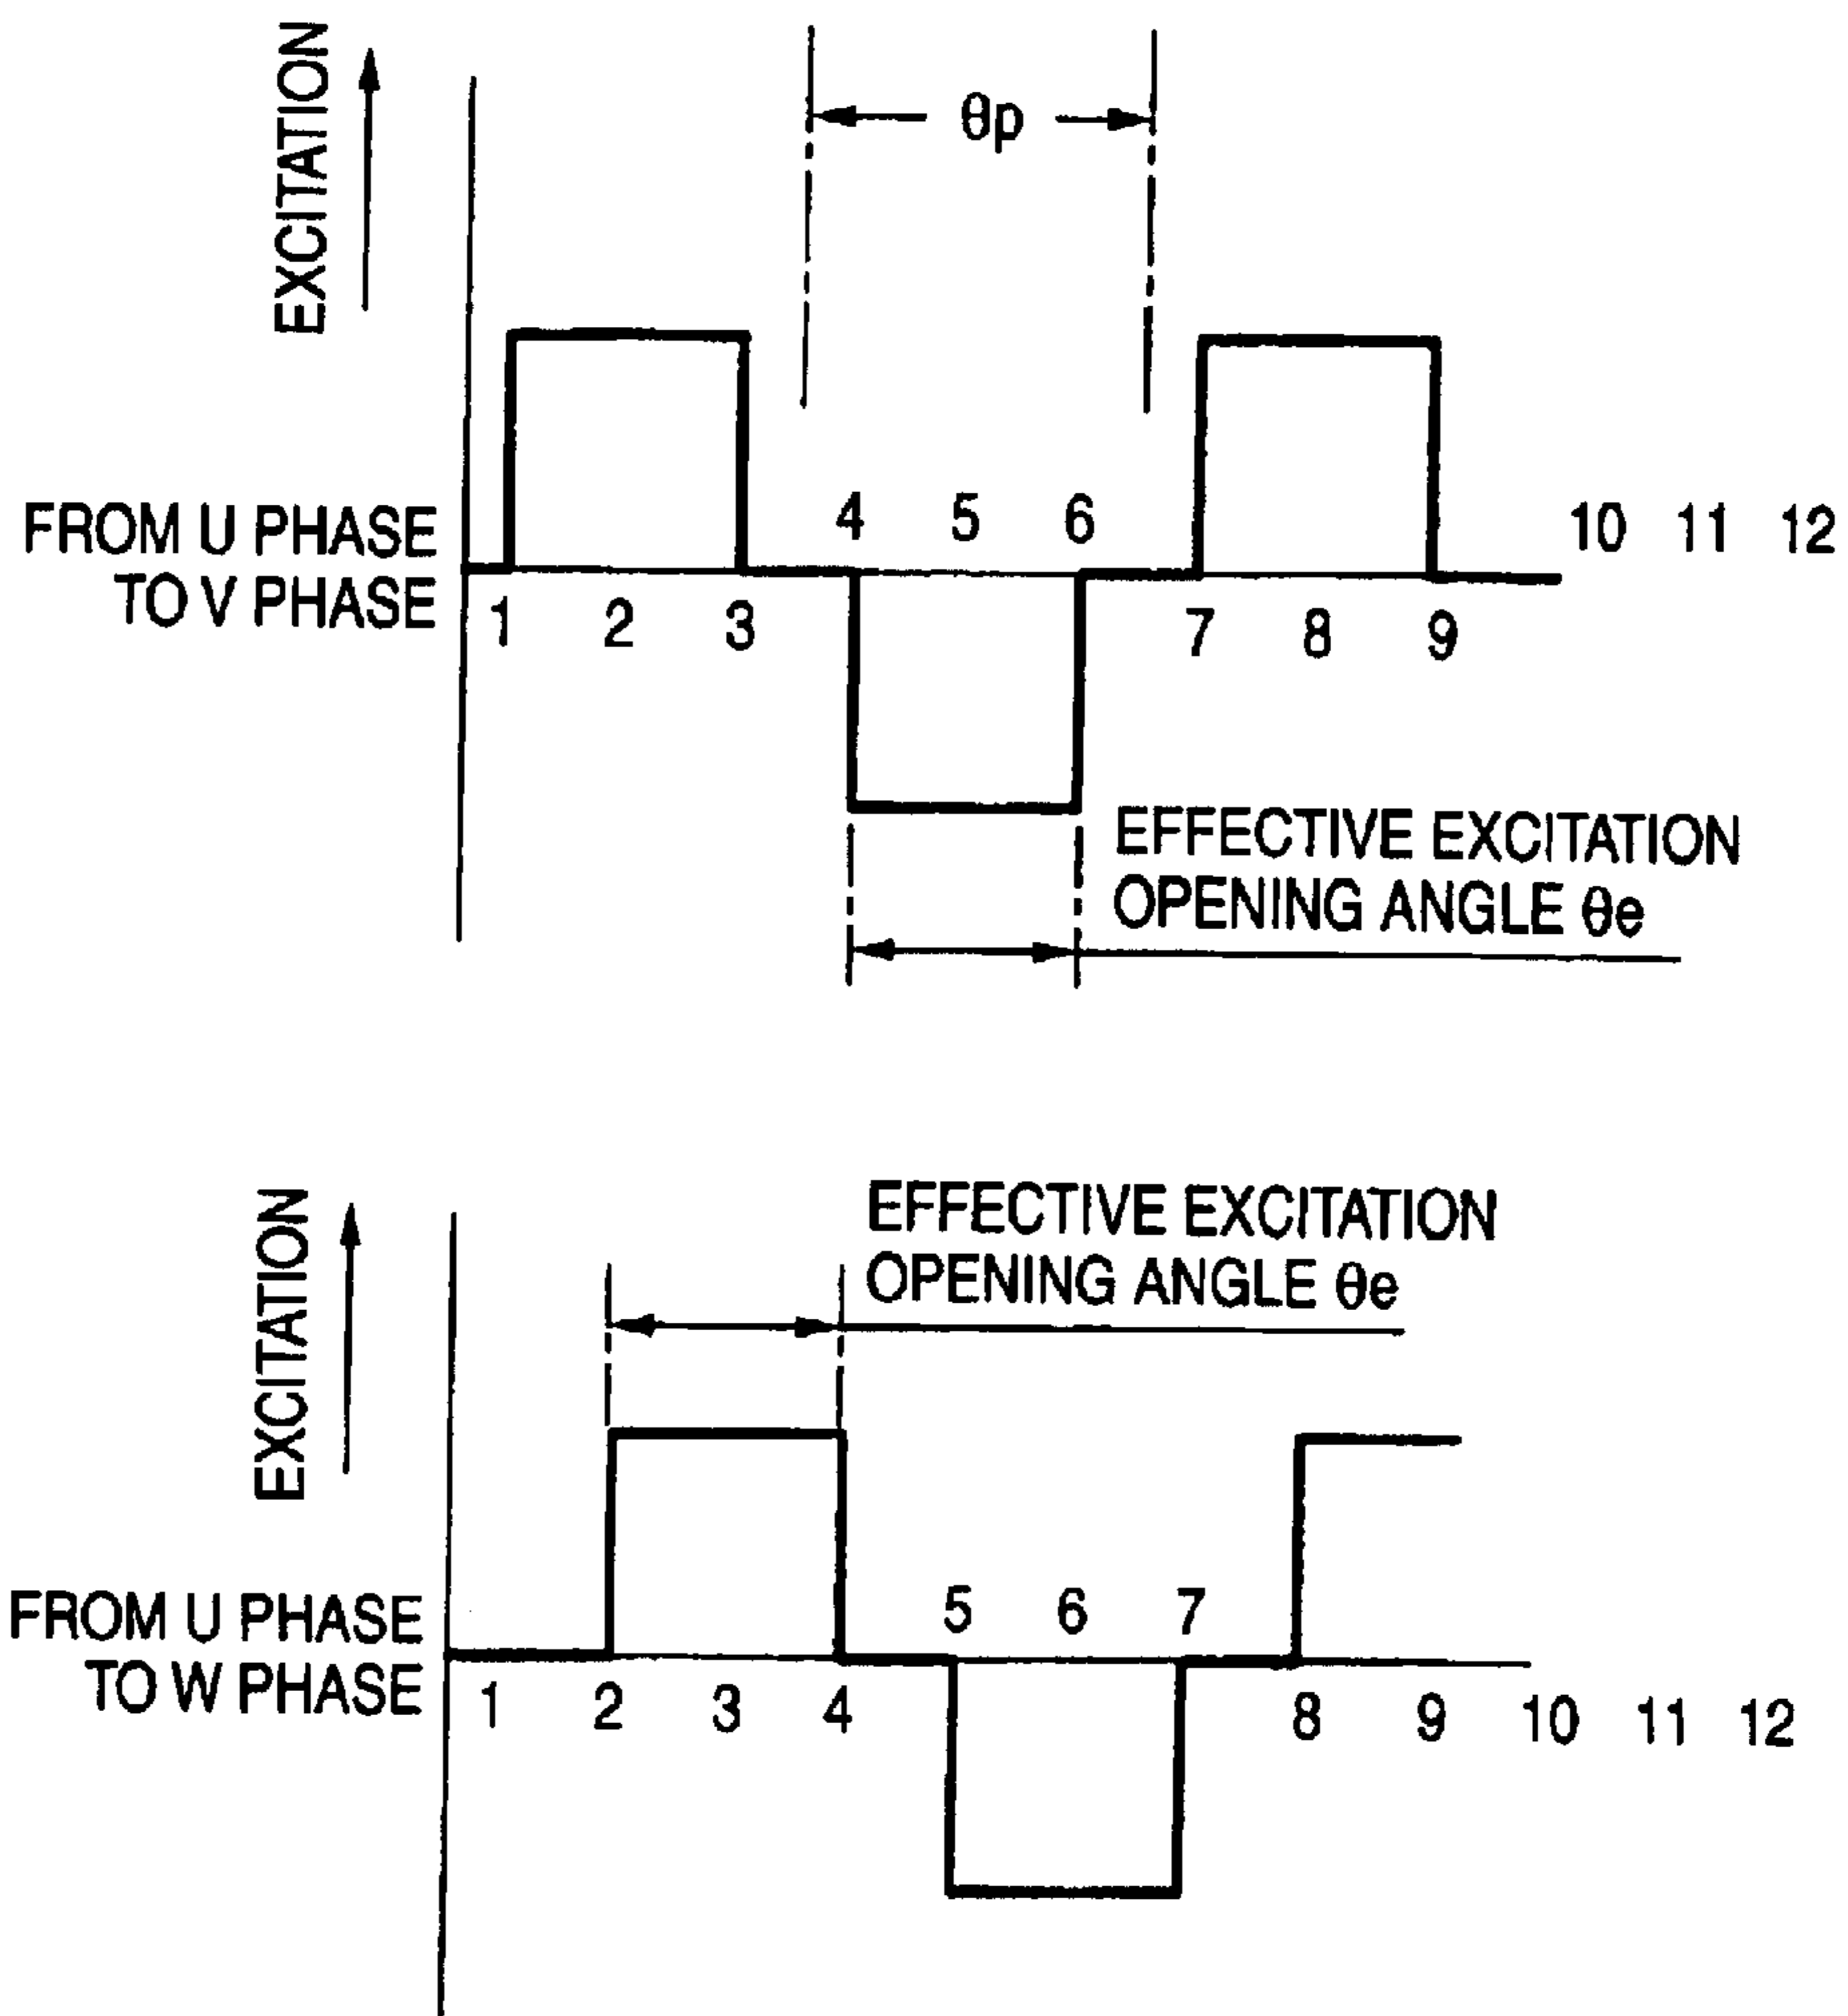 EXCITATION
θp
FROM U PHASE
TO V PHASE
4 5 6 10 11 12
1 2 3 7 8 9
EFFECTIVE EXCITATION
OPENING ANGLE θe
EXCITATION
EFFECTIVE EXCITATION
OPENING ANGLE θe
FROM U PHASE
TO W PHASE
5 6 7
1 2 3 4 8 9 10 11 12